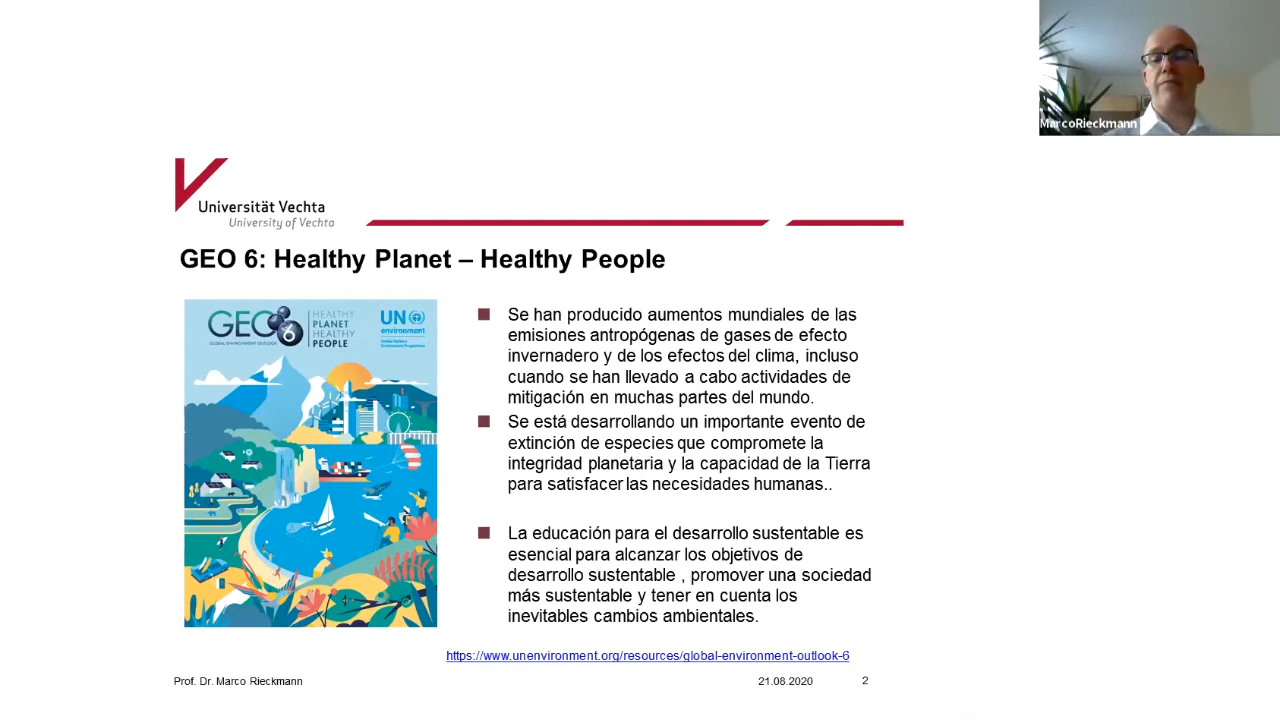 MarcoRieckmann
Universität Vechta
University of Vechta
GEO 6: Healthy Planet – Healthy People
GEO 6
GLOBAL ENVIRONMENT OUTLOOK
HEALTHY
PLANET
HEALTHY
PEOPLE
UN
environment
United Nations
Environment Programme
Se han producido aumentos mundiales de las
emisiones antropógenas de gases de efecto
invernadero y de los efectos del clima, incluso
cuando se han llevado a cabo actividades de
mitigación en muchas partes del mundo.
Se está desarrollando un importante evento de
extinción de especies que compromete la
integridad planetaria y la capacidad de la Tierra
para satisfacer las necesidades humanas..
La educación para el desarrollo sustentable es
esencial para alcanzar los objetivos de
desarrollo sustentable , promover una sociedad
más sustentable y tener en cuenta los
inevitables cambios ambientales.
https://www.unenvironment.org/resources/global-environment-outlook-6
Prof. Dr. Marco Rieckmann
21.08.2020
2